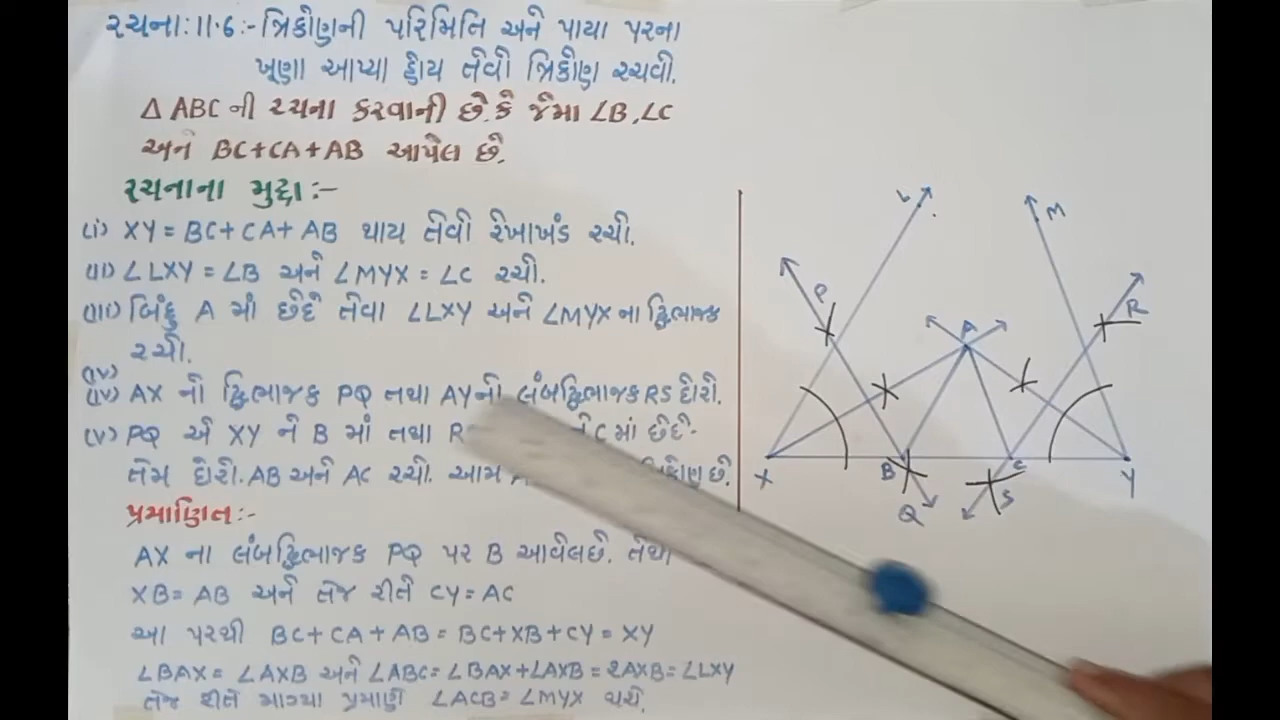 રચના:11.6:- ત્રિકોણની પરિમિતિ અને પાયા પરના
ખૂણા આપ્યા હોય તેવો ત્રિકોણ રચવો.
△ ABC ની રચના કરવાની છે કે જેમાં ∠B,∠C
અને BC+CA+AB આપેલ છે.
રચનાના મુદ્દા:-
(i) XY = BC+CA+AB થાય તેવો રેખાખંડ રચો.
(ii) ∠LXY = ∠B અને ∠MYX = ∠C રચો.
(iii) બિંદુ A માં છેદે તેવા ∠LXY અને ∠MYX ના દ્વિભાજક
રચો.
(iv)
(iv) AX નો દ્વિભાજક PQ તથા AY નો લંબદ્વિભાજક RS દોરો.
(v) PQ એ XY ને B માં તથા R C માં છેદે-
તેમ દોરો. AB અને AC રચો. આમ છે.
પ્રમાણિત:-
AX ના લંબદ્વિભાજક PQ પર B આવેલ છે. તેથી
XB = AB અને તેજ રીતે CY = AC
આ પરથી BC+CA+AB = BC+XB+CY = XY
∠BAX = ∠AXB અને ∠ABC = ∠BAX+∠AXB = 2AXB = ∠LXY
તેજ રીતે માગ્યા પ્રમાણે ∠ACB = ∠MYX થશે.
L M
P R
A
X B C Y
Q S